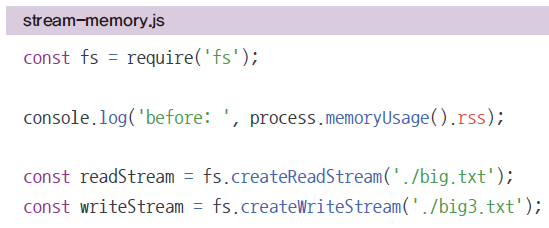 stream-memory.js
const fs = require('fs');
console.log('before: ', process.memoryUsage().rss);
const readStream = fs.createReadStream('./big.txt');
const writeStream = fs.createWriteStream('./big3.txt');